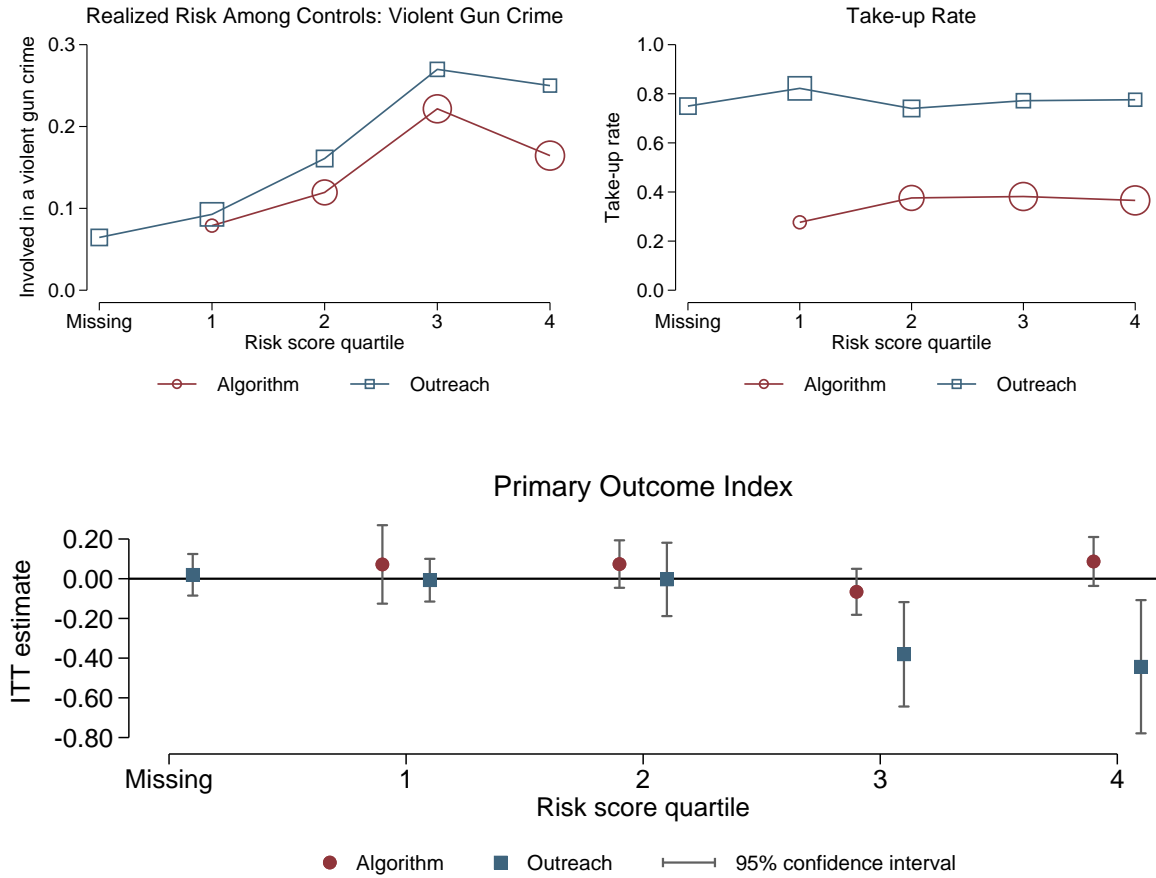 Realized Risk Among Controls: Violent Gun Crime
Involved in a violent gun crime
0.3
0.2
0.1
0.0
Missing 1 2 3 4
Risk score quartile
Algorithm Outreach
Take-up Rate
Take-up rate
1.0
0.8
0.6
0.4
0.2
0.0
Missing 1 2 3 4
Risk score quartile
Algorithm Outreach
Primary Outcome Index
ITT estimate
0.20
0.00
-0.20
-0.40
-0.60
-0.80
Missing 1 2 3 4
Risk score quartile
Algorithm Outreach 95% confidence interval